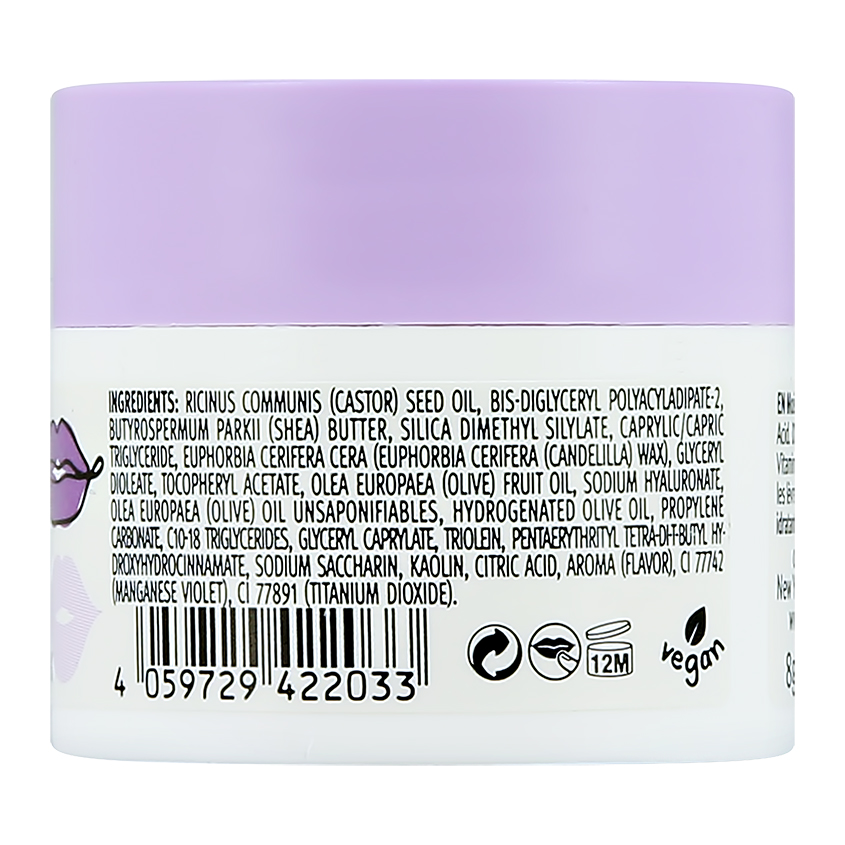 INGREDIENTS: RICINUS COMMUNIS (CASTOR) SEED OIL, BIS-DIGLYCERYL POLYACYLADIPATE-2,
BUTYROSPERMUM PARKII (SHEA) BUTTER, SILICA DIMETHYL SILYLATE, CAPRYLIC/CAPRIC
TRIGLYCERIDE, EUPHORBIA CERIFERA CERA (EUPHORBIA CERIFERA (CANDELILLA) WAX), GLYCERYL
DIOLEATE, TOCOPHERYL ACETATE, OLEA EUROPAEA (OLIVE) FRUIT OIL, SODIUM HYALURONATE,
OLEA EUROPAEA (OLIVE) OIL UNSAPONIFIABLES, HYDROGENATED OLIVE OIL, PROPYLENE
CARBONATE, C10-18 TRIGLYCERIDES, GLYCERYL CAPRYLATE, TRIOLEIN, PENTAERYTHRITYL TETRA-DI-T-BUTYL HY-
DROXYHYDROCINNAMATE, SODIUM SACCHARIN, KAOLIN, CITRIC ACID, AROMA (FLAVOR), CI 77742
(MANGANESE VIOLET), CI 77891 (TITANIUM DIOXIDE).
4 059729 422033
12M
vegan
EN
Acid,
les
New